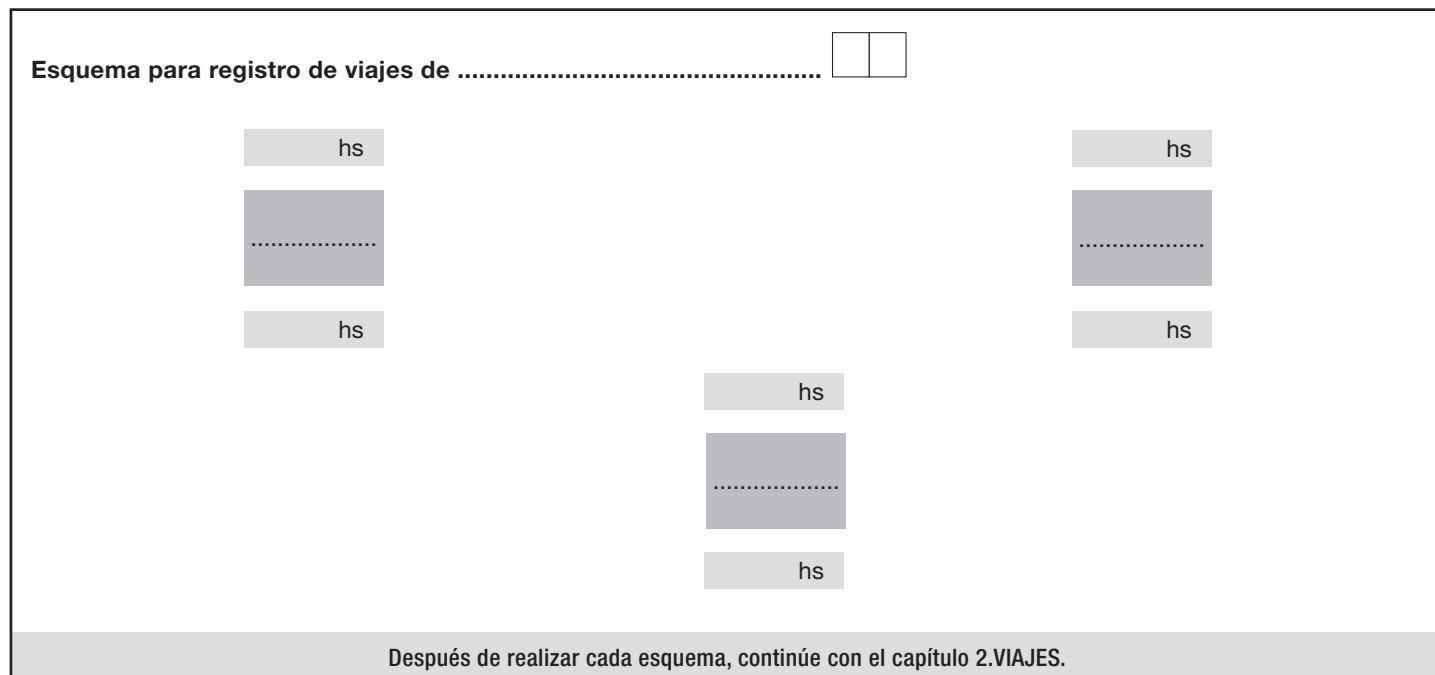 Esquema para registro de viajes de ...................................................
hs
hs
...................
...................
hs
hs
hs
...................
hs
Después de realizar cada esquema, continúe con el capítulo 2.VIAJES.